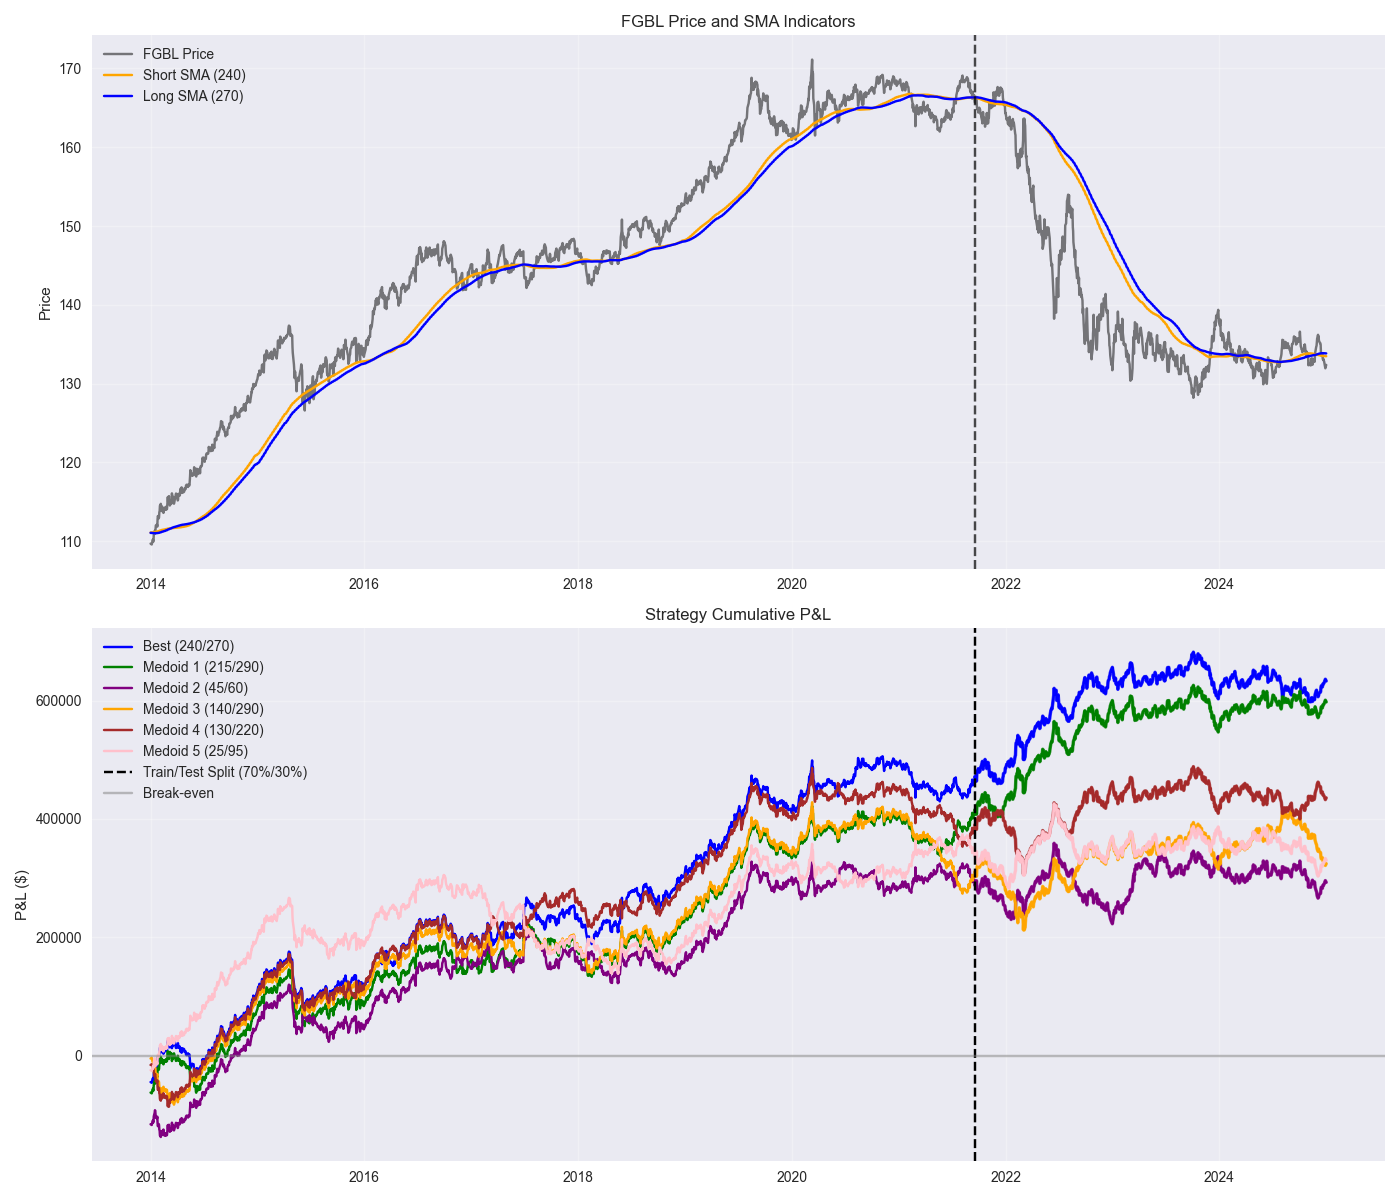 FGBL Price and SMA Indicators
FGBL Price
Short SMA (240)
Long SMA (270)
Price
170
160
150
140
130
120
110
2014
2016
2018
2020
2022
2024
Strategy Cumulative P&L
Best (240/270)
Medoid 1 (215/290)
Medoid 2 (45/60)
Medoid 3 (140/290)
Medoid 4 (130/220)
Medoid 5 (25/95)
Train/Test Split (70%/30%)
Break-even
P&L ($)
600000
400000
200000
0
2014
2016
2018
2020
2022
2024